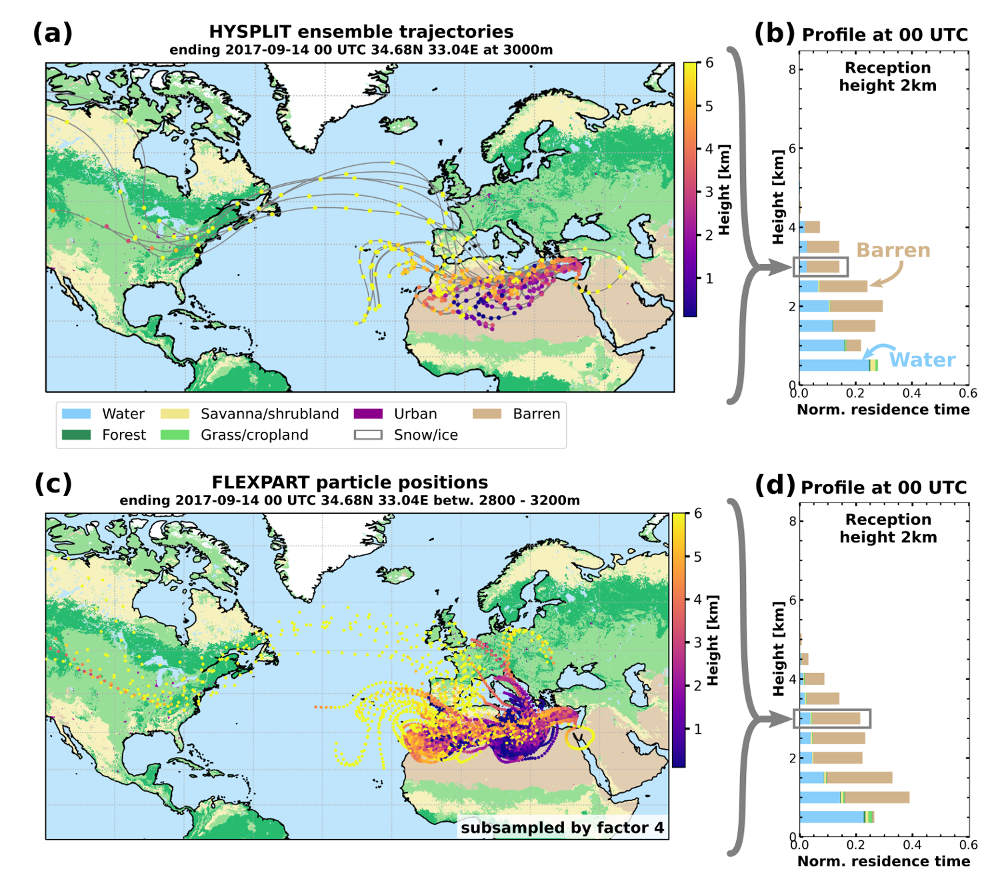 (a)
HYSPLIT ensemble trajectories
ending 2017-09-14 00 UTC 34.68N 33.04E at 3000m
6
5
4
3
2
1
Height [km]
Water
Savanna/shrubland
Urban
Barren
Forest
Grass/cropland
Snow/ice
(b)
Profile at 00 UTC
Reception
height 2km
8
6
4
2
0
Height [km]
Barren
Water
0.0 0.2 0.4 0.6
Norm. residence time
(c)
FLEXPART particle positions
ending 2017-09-14 00 UTC 34.68N 33.04E betw. 2800 - 3200m
6
5
4
3
2
1
Height [km]
subsampled by factor 4
(d)
Profile at 00 UTC
Reception
height 2km
8
6
4
2
0
Height [km]
0.0 0.2 0.4 0.6
Norm. residence time